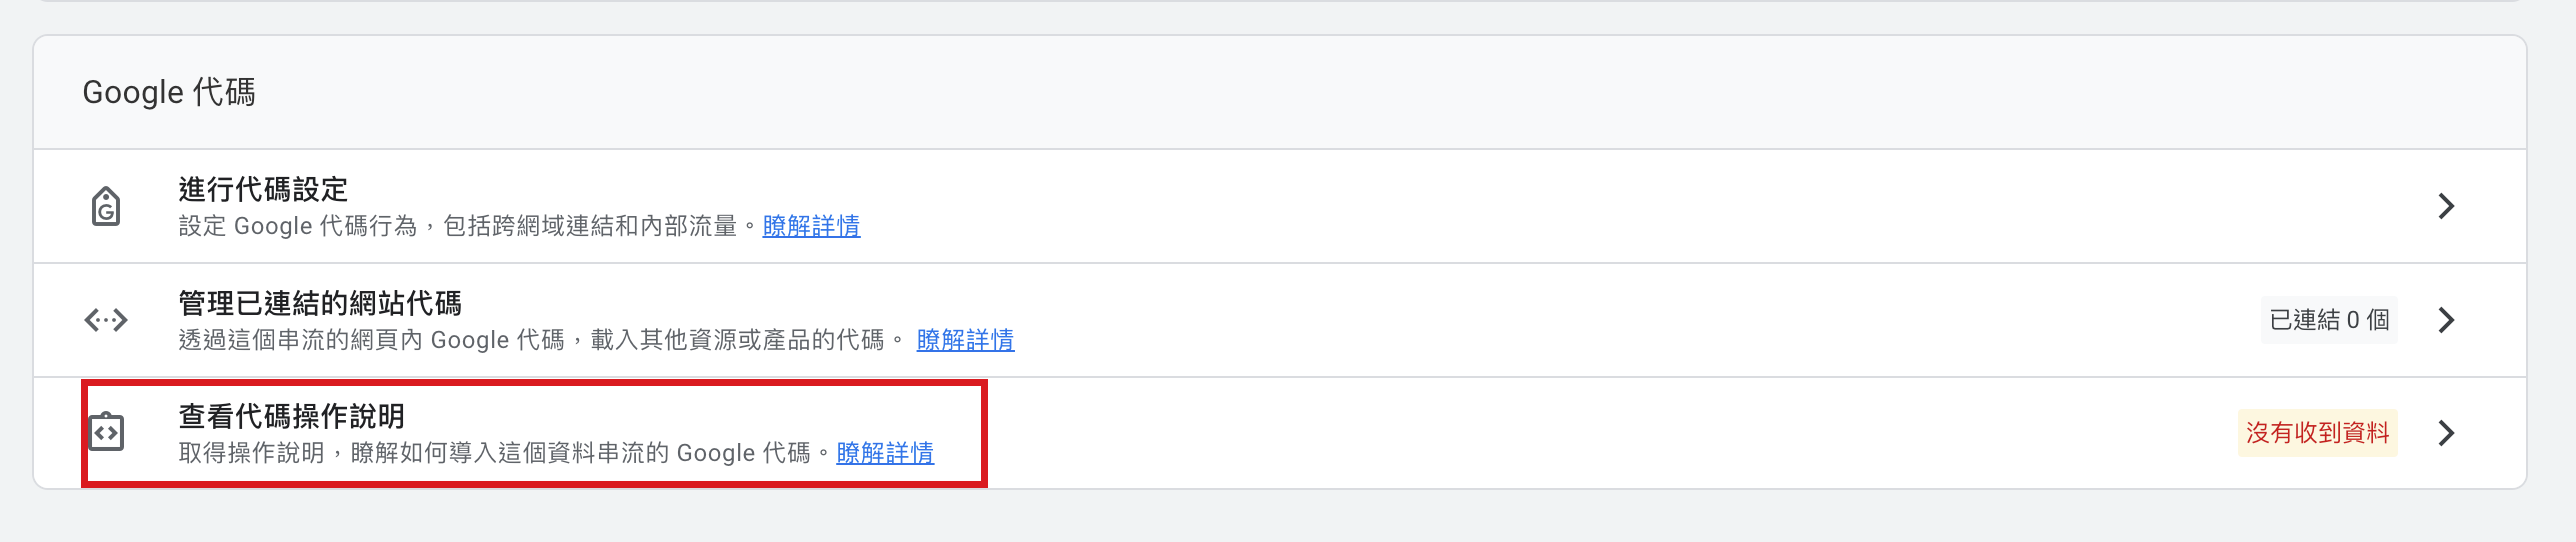 Google 代碼
進行代碼設定
設定 Google 代碼行為，包括跨網域連結和內部流量。瞭解詳情
管理已連結的網站代碼
透過這個串流的網頁內 Google 代碼，載入其他資源或產品的代碼。 瞭解詳情
已連結 0 個
查看代碼操作說明
取得操作說明，瞭解如何導入這個資料串流的 Google 代碼。瞭解詳情
沒有收到資料